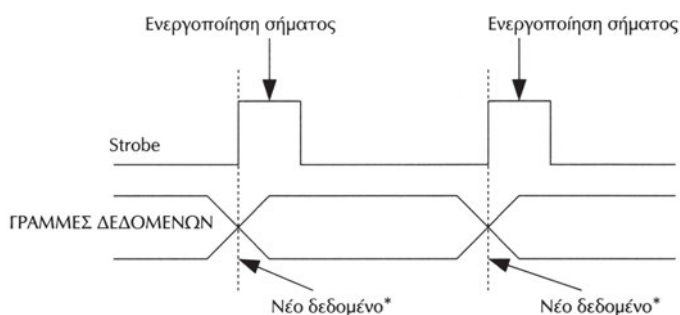 Ενεργοποίηση σήματος
Ενεργοποίηση σήματος
Strobe
ΓΡΑΜΜΕΣ ΔΕΔΟΜΕΝΩΝ
Νέο δεδομένο*
Νέο δεδομένο*